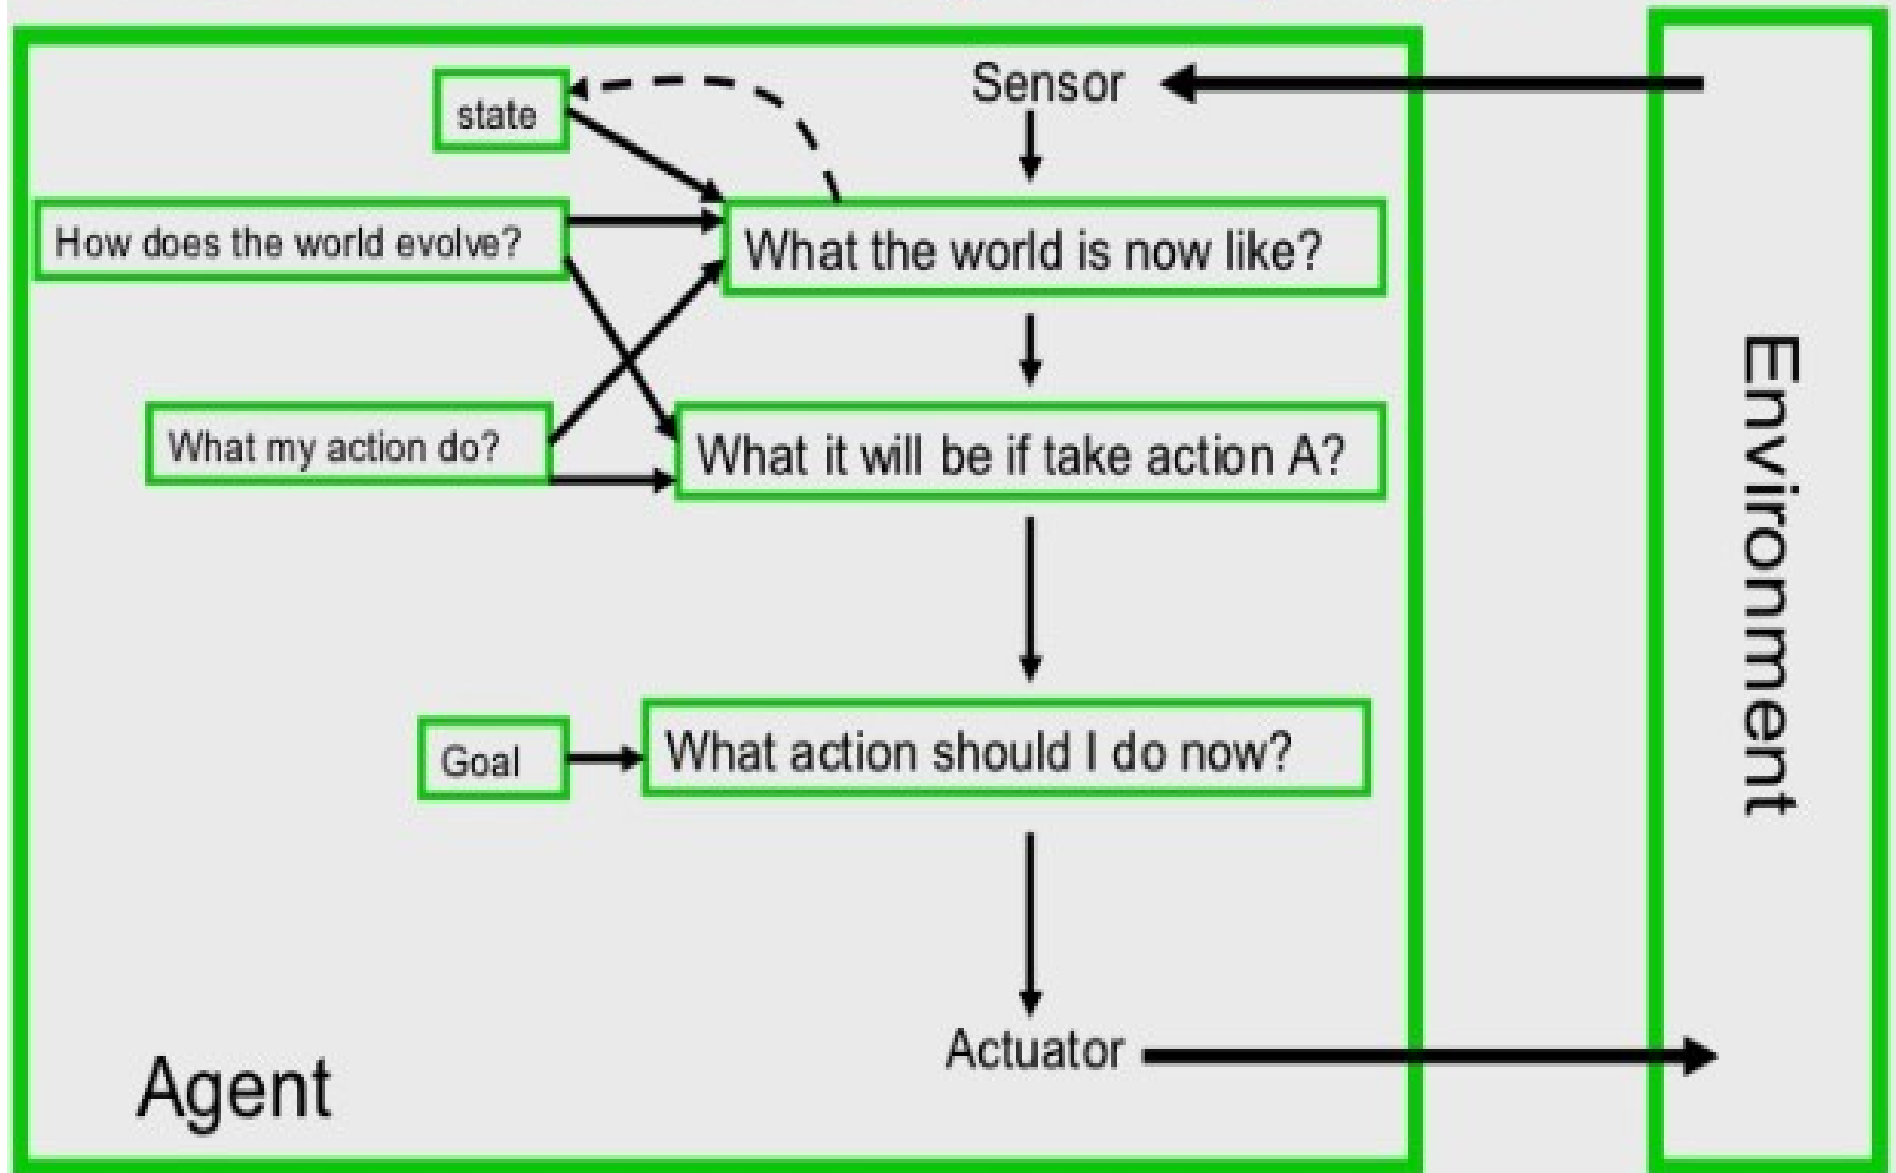 Sensor
state
How does the world evolve?
What the world is now like?
What my action do?
What it will be if take action A?
Goal
What action should I do now?
Actuator
Agent
Environment